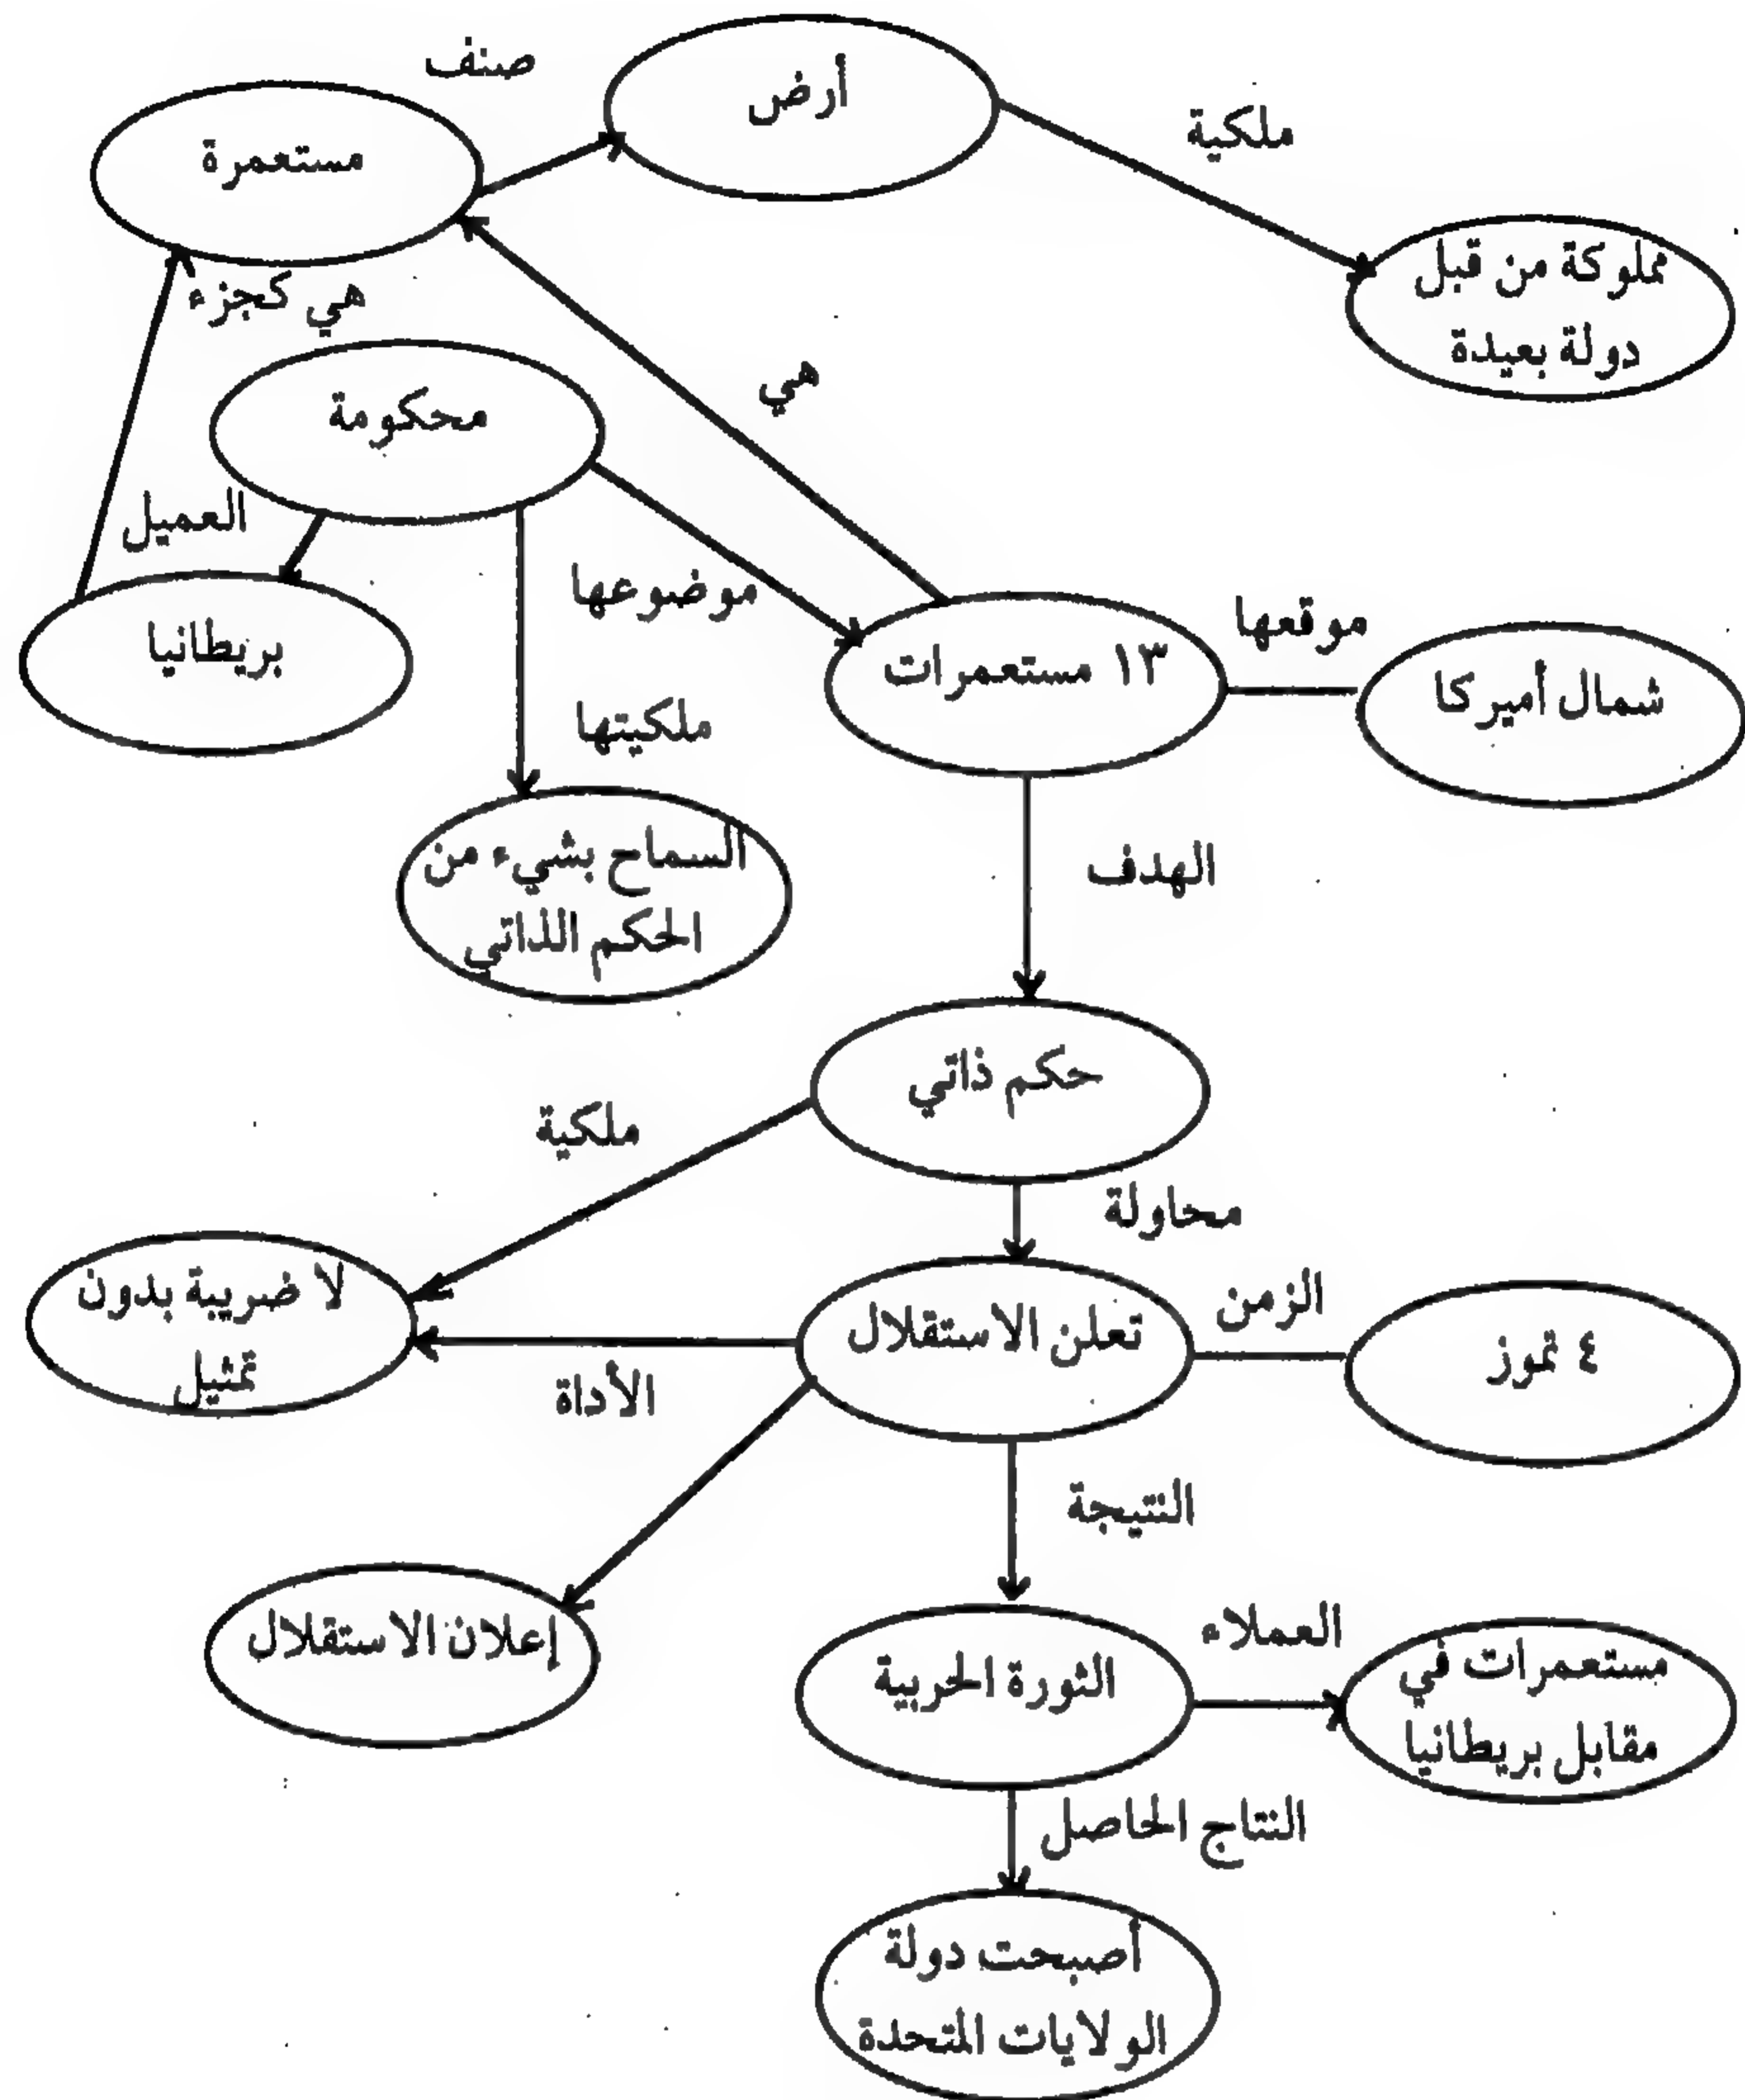 صنف
أرض
ملكية
مستعمرة
مملوكة من قبل
دولة بعيدة
هي كجزء
هي
محكومة
العميل
موضوعها
موقعها
بريطانيا
١٣ مستعمرات
شمال أميركا
ملكيتها
السماح بشيء من
الحكم الذاتي
الهدف
حكم ذاتي
ملكية
محاولة
لا ضريبة بدون
تمثيل
تعلن الاستقلال
الزمن
٤ تموز
الأداة
النتيجة
إعلان الاستقلال
الثورة الحربية
العملاء
مستعمرات في
مقابل بريطانيا
النتاج الحاصل
أصبحت دولة
الولايات المتحدة